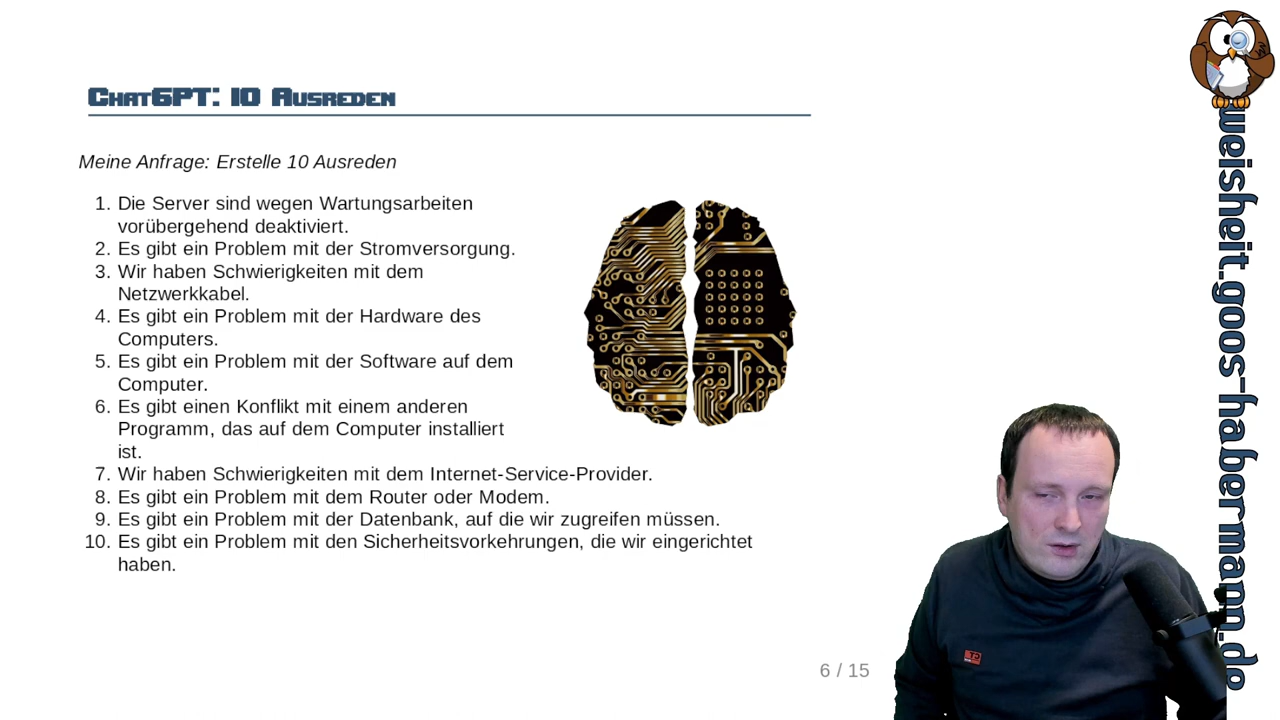 ChatGPT: 10 Ausreden
Meine Anfrage: Erstelle 10 Ausreden
1. Die Server sind wegen Wartungsarbeiten
vorübergehend deaktiviert.
2. Es gibt ein Problem mit der Stromversorgung.
3. Wir haben Schwierigkeiten mit dem
Netzwerkkabel.
4. Es gibt ein Problem mit der Hardware des
Computers.
5. Es gibt ein Problem mit der Software auf dem
Computer.
6. Es gibt einen Konflikt mit einem anderen
Programm, das auf dem Computer installiert
ist.
7. Wir haben Schwierigkeiten mit dem Internet-Service-Provider.
8. Es gibt ein Problem mit dem Router oder Modem.
9. Es gibt ein Problem mit der Datenbank, auf die wir zugreifen müssen.
10. Es gibt ein Problem mit den Sicherheitsvorkehrungen, die wir eingerichtet
haben.
6 / 15
weisheit.goos-habermann.de